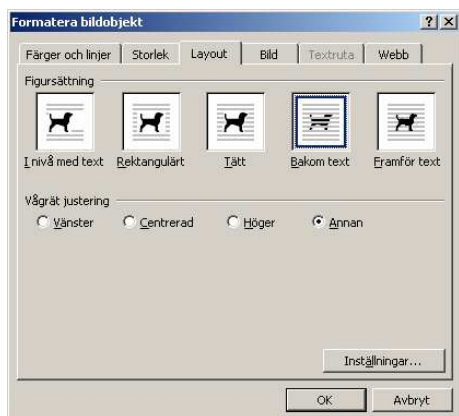 Formatera bildobjekt
Färger och linjer Storlek Layout Bild Textruta Webb
Figursättning
I nivå med text Rektangulärt Tätt Bakom text Framför text
Vågrät justering
Vänster Centrerad Höger Annan
Inställningar...
OK Avbryt